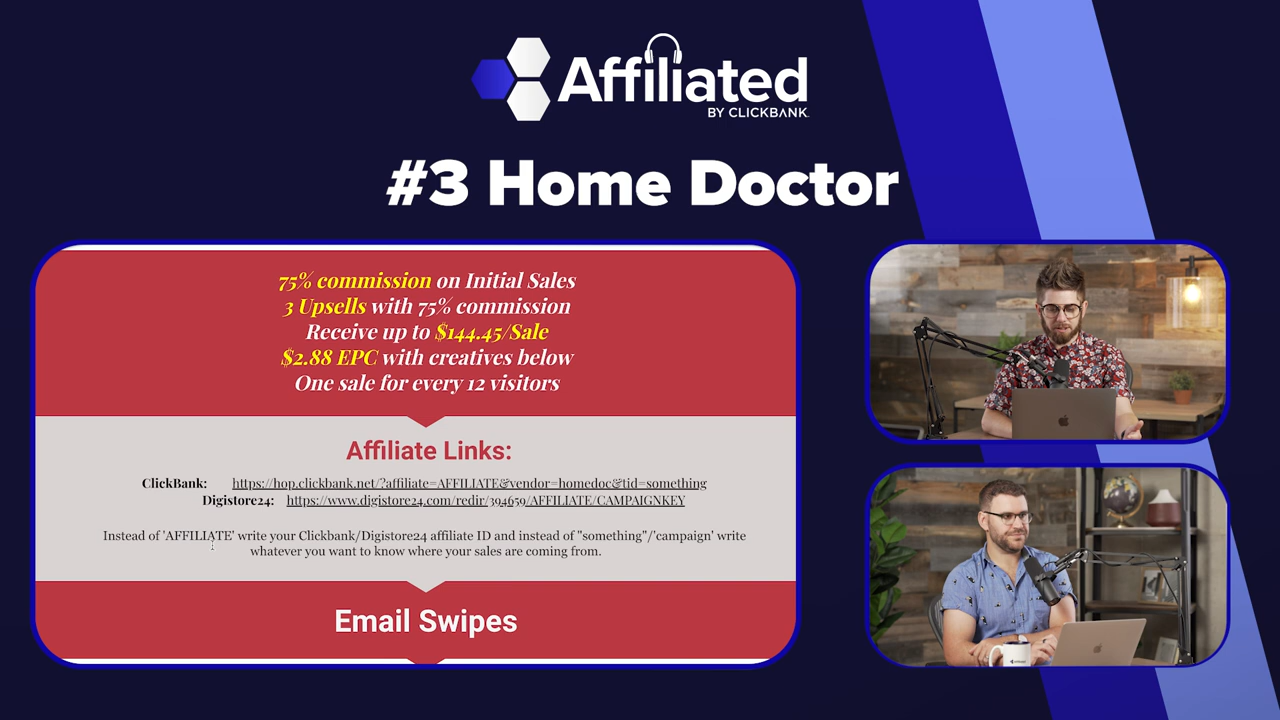 Affiliated
BY CLICKBANK
#3 Home Doctor
75% commission on Initial Sales
3 Upsells with 75% commission
Receive up to $144.45/Sale
$2.88 EPC with creatives below
One sale for every 12 visitors
Affiliate Links:
ClickBank: https://hop.clickbank.net/?affiliate=AFFILIATE&vendor=homedoc&tid=something
Digistore24: https://www.digistore24.com/redir/394659/AFFILIATE/CAMPAIGNKEY
Instead of 'AFFILIATE' write your Clickbank/Digistore24 affiliate ID and instead of "something"/'campaign' write
whatever you want to know where your sales are coming from.
Email Swipes